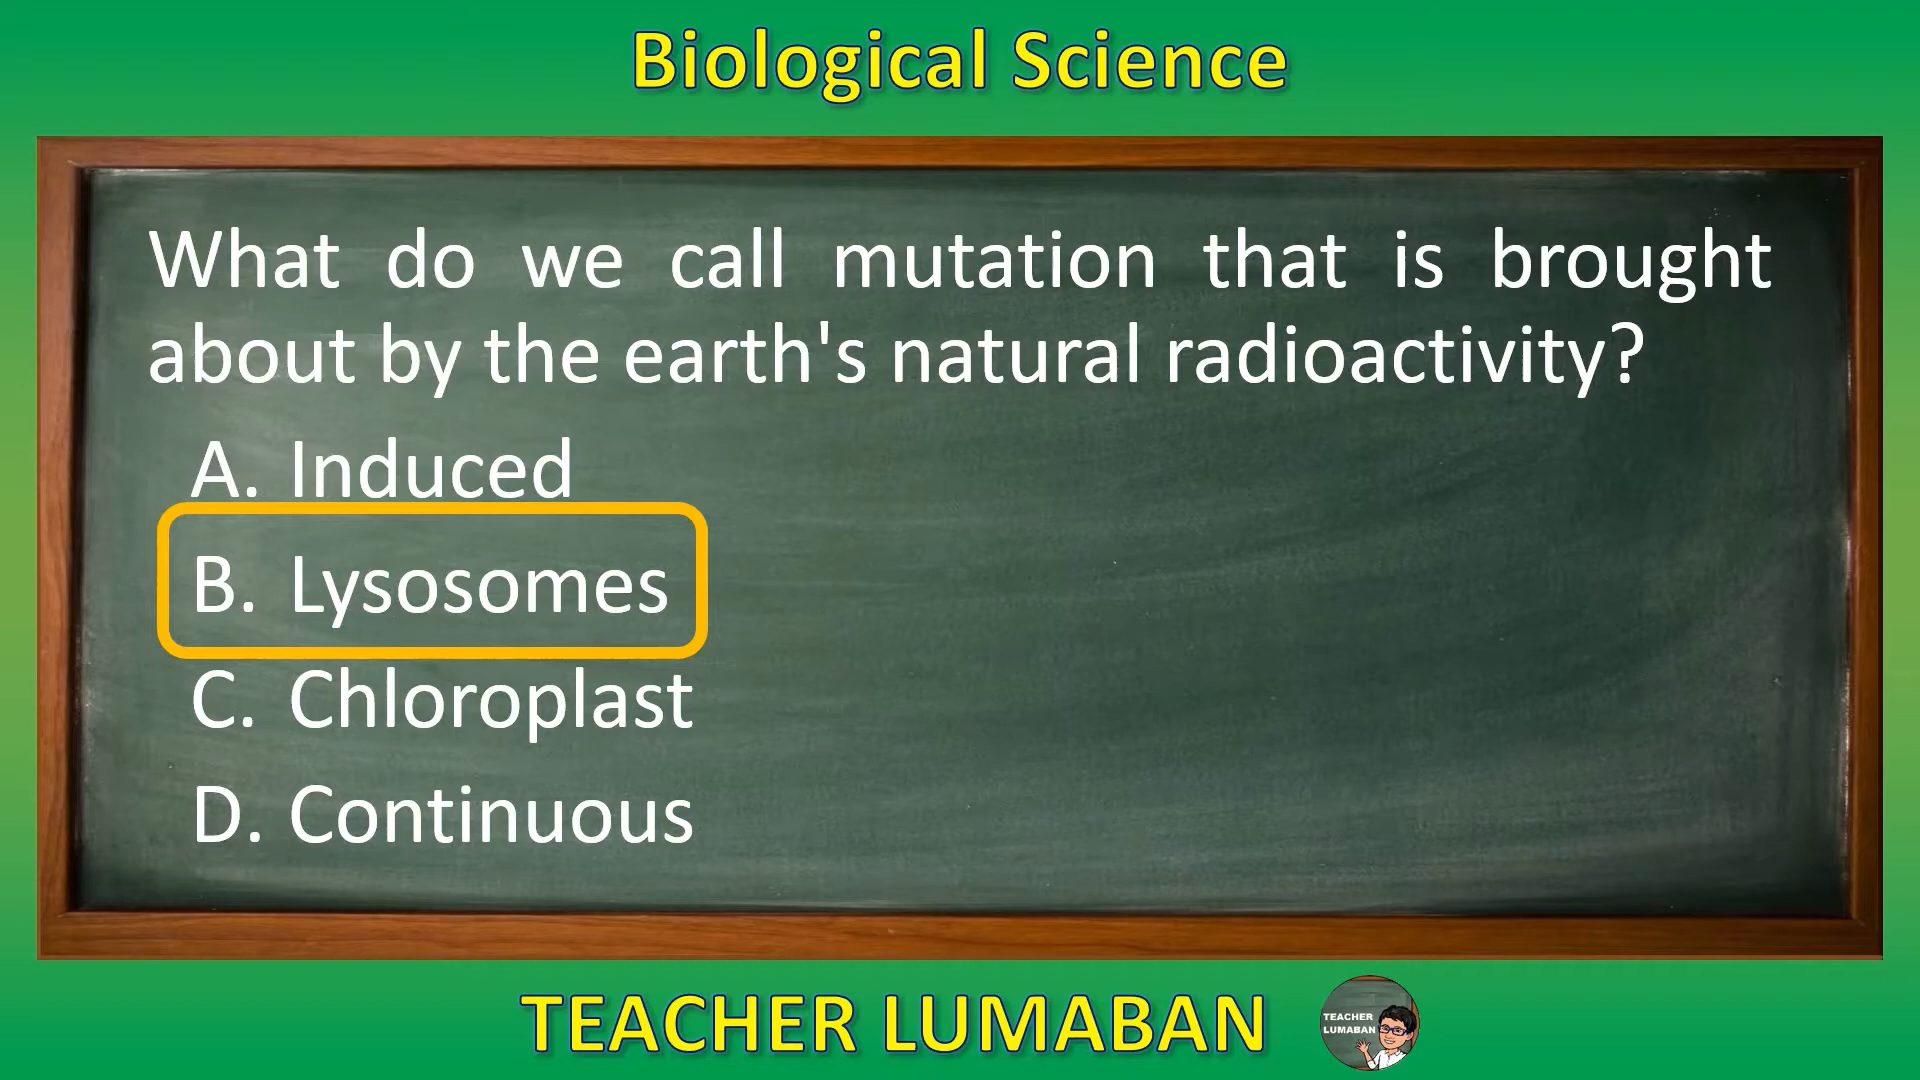 Biological Science
What do we call mutation that is brought
about by the earth's natural radioactivity?
A. Induced
B. Lysosomes
C. Chloroplast
D. Continuous
TEACHER LUMABAN
TEACHER
LUMABAN